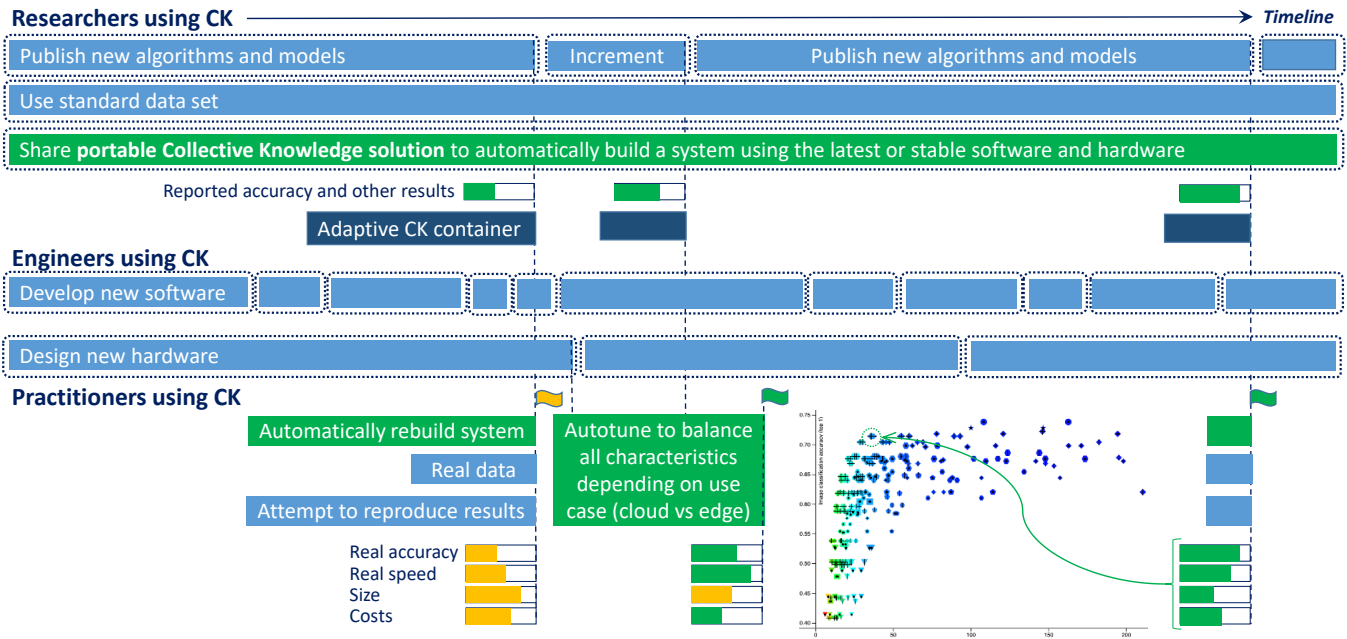 Researchers using CK
Timeline
Publish new algorithms and models
Increment
Publish new algorithms and models
Use standard data set
Share portable Collective Knowledge solution to automatically build a system using the latest or stable software and hardware
Reported accuracy and other results
Adaptive CK container
Engineers using CK
Develop new software
Design new hardware
Practitioners using CK
Automatically rebuild system
Real data
Attempt to reproduce results
Autotune to balance
all characteristics
depending on use
case (cloud vs edge)
Real accuracy
Real speed
Size
Costs
Image classification accuracy (top 1)
0.75
0.70
0.65
0.60
0.55
0.50
0.45
0.40
0
50
100
150
200